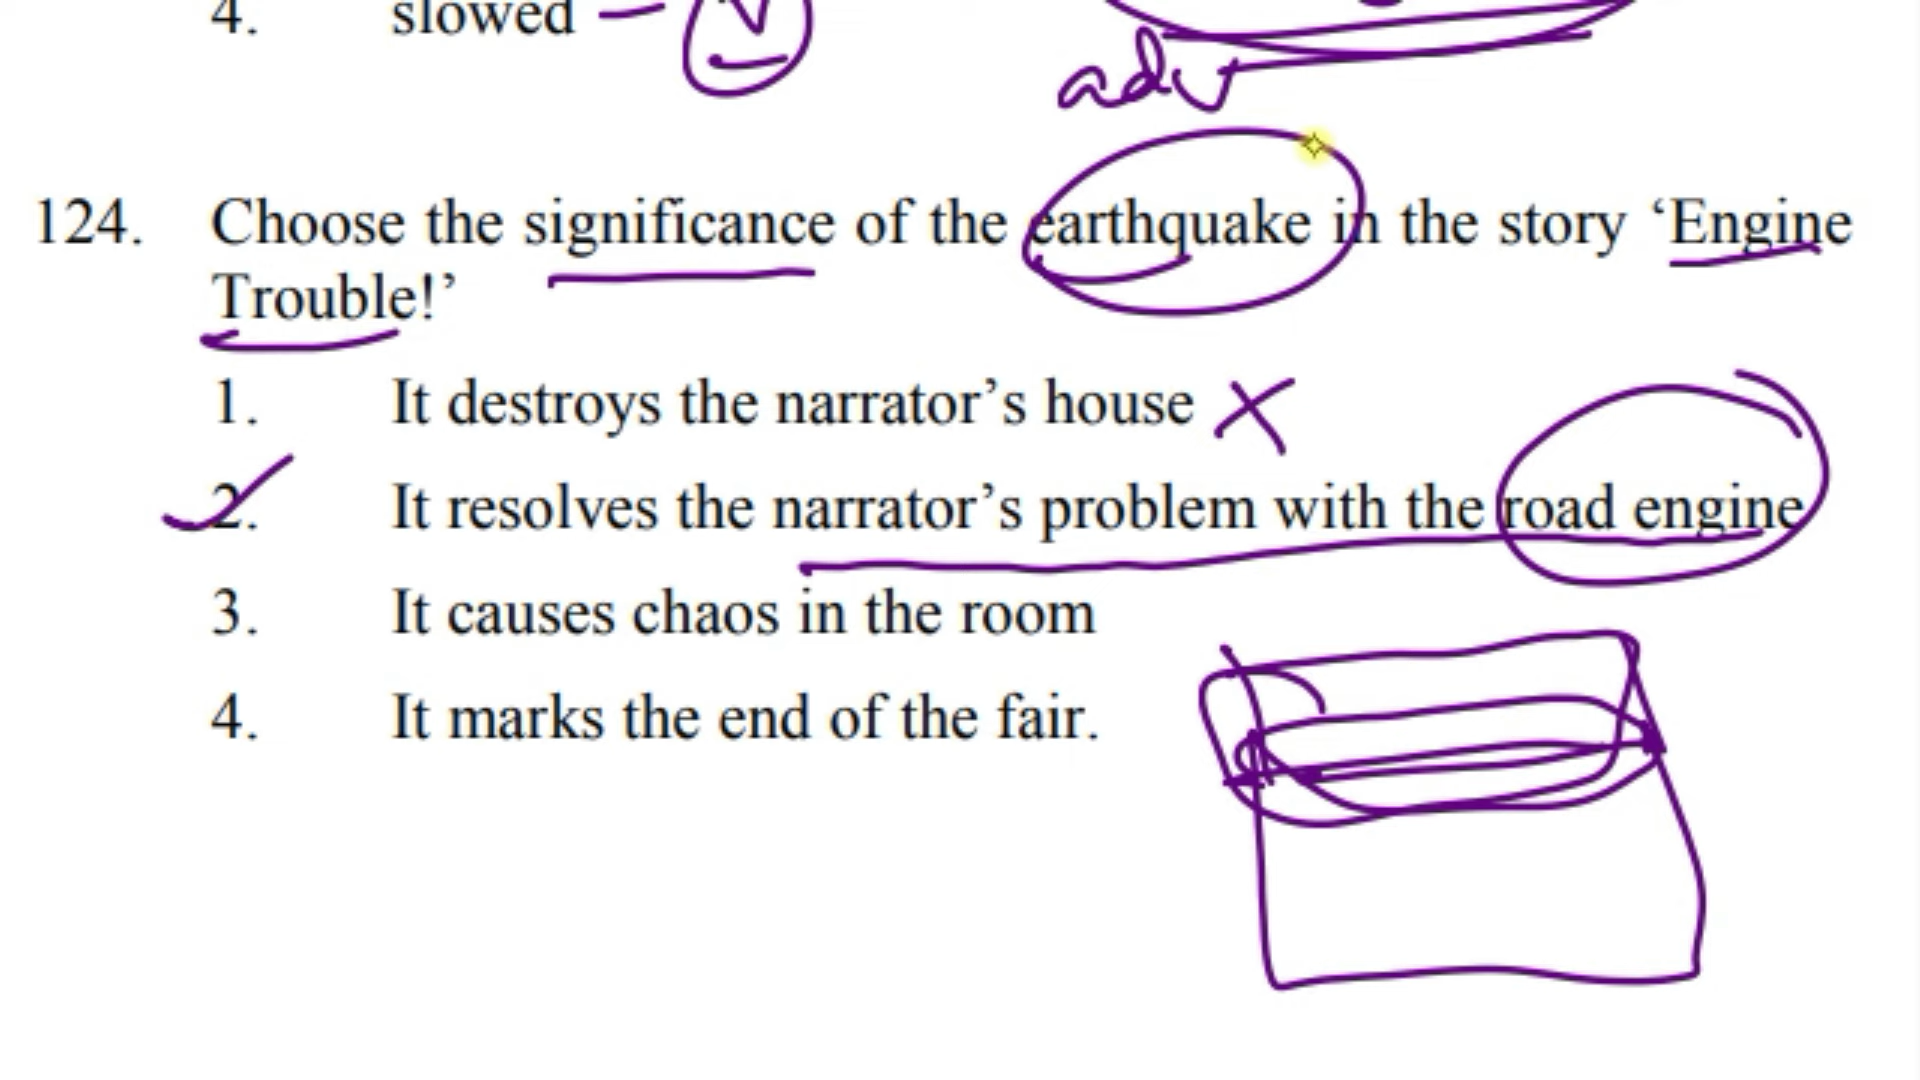 4. slowed — V
adv
124. Choose the significance of the earthquake in the story ‘Engine
Trouble!’
1. It destroys the narrator’s house X
2. It resolves the narrator’s problem with the road engine
3. It causes chaos in the room
4. It marks the end of the fair.